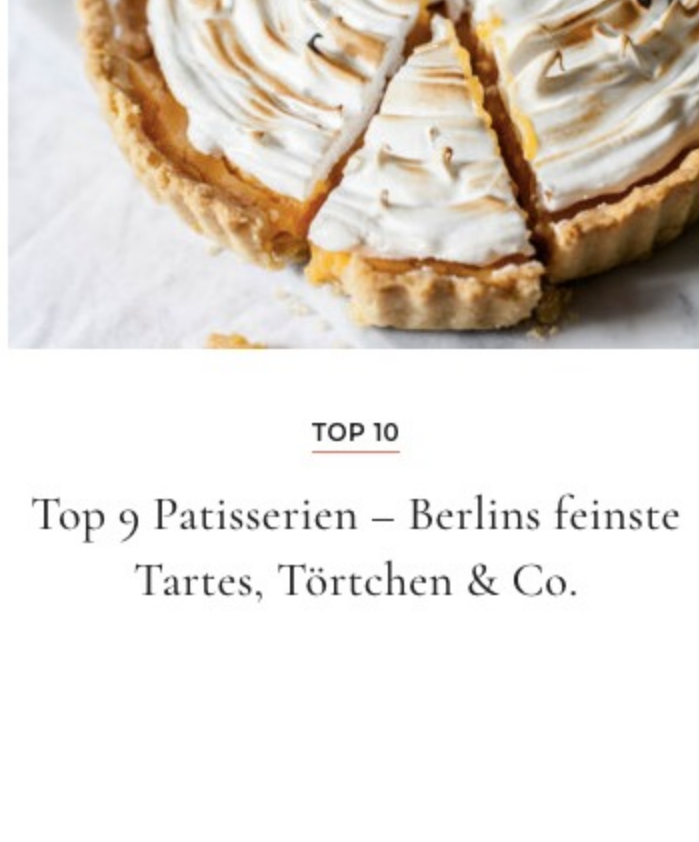 TOP 10
Top 9 Patisserien – Berlins feinste
Tartes, Törtchen & Co.